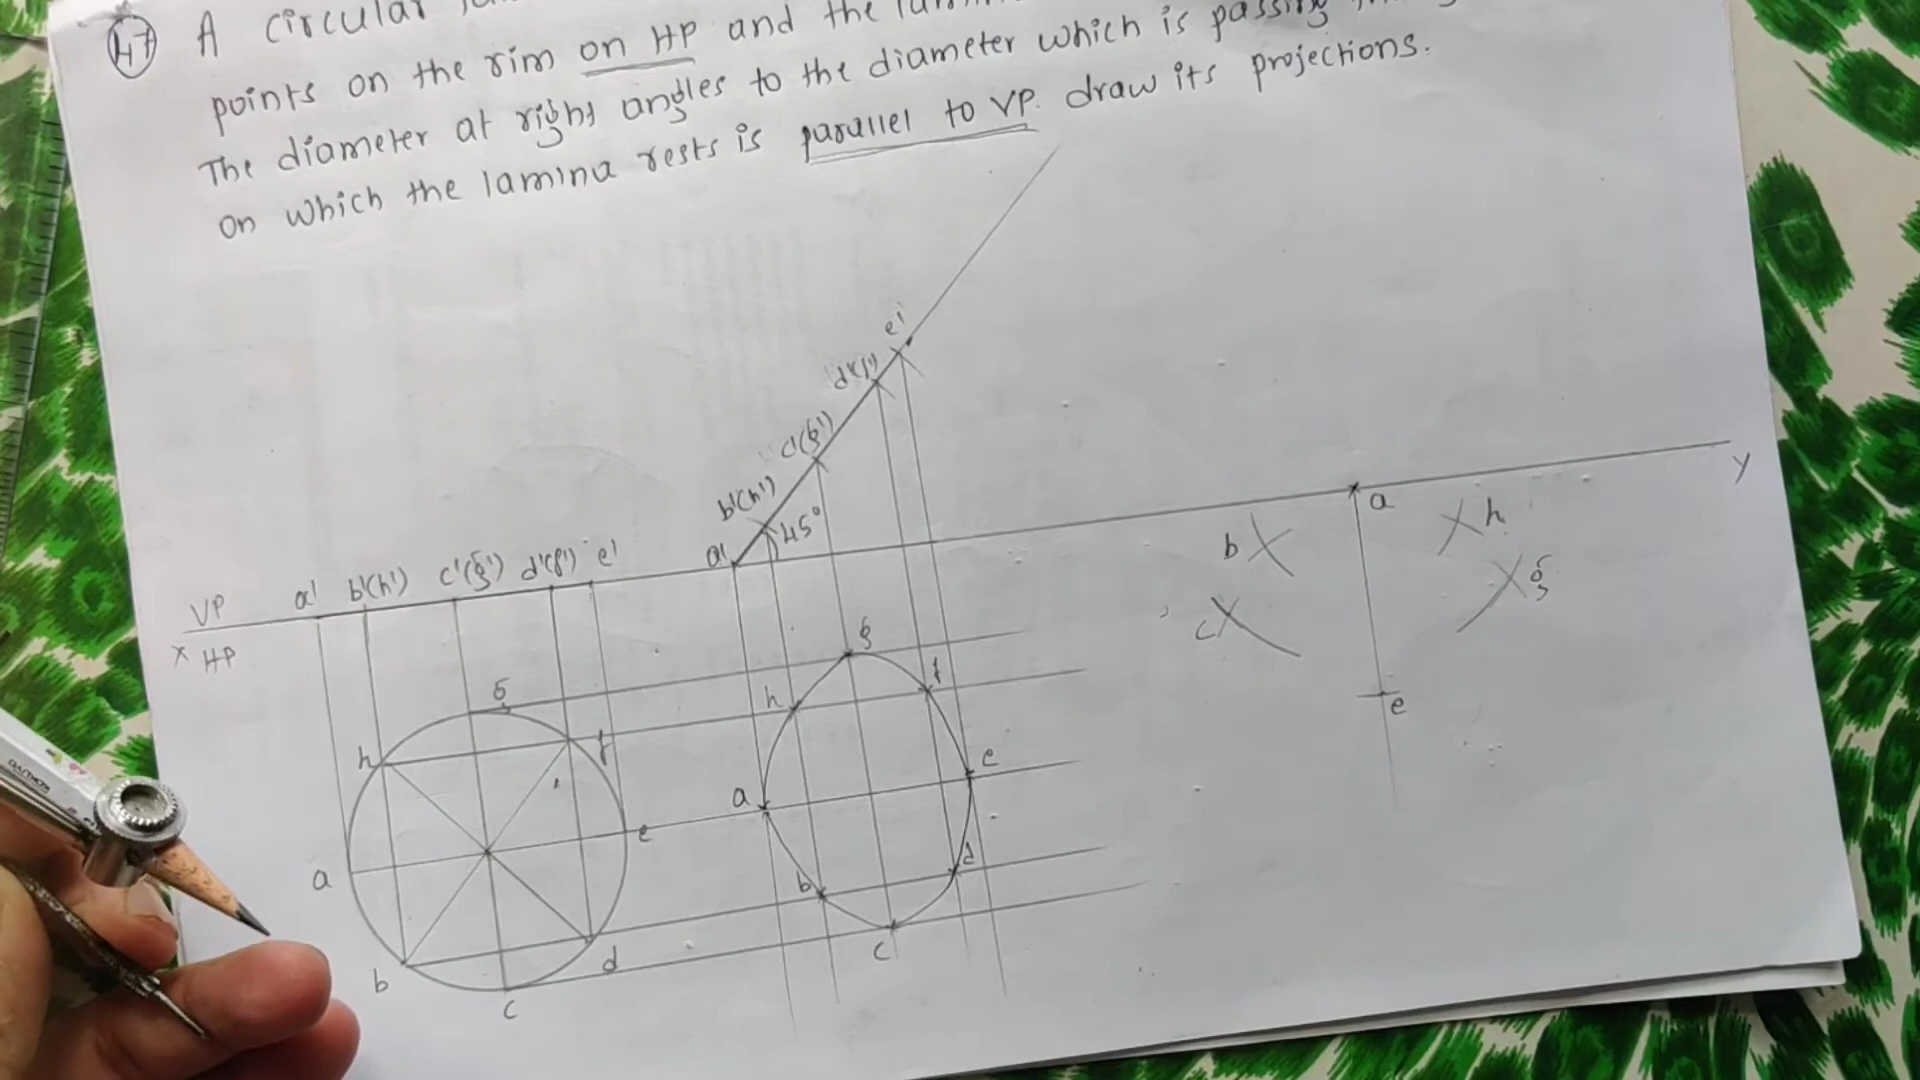 47 A circular
points on the rim on HP and the
The diameter at right angles to the diameter which is passing
on which the lamina rests is parallel to VP. draw its projections.
e'
d'(f')
c'(g')
b'(h')
45°
a'
y
a
h
b
g
c
e
VP
a' b'(h') c'(g') d'(f') e'
X HP
g
h
f
a
e
b
d
c
g
h
f
a
e
b
d
c